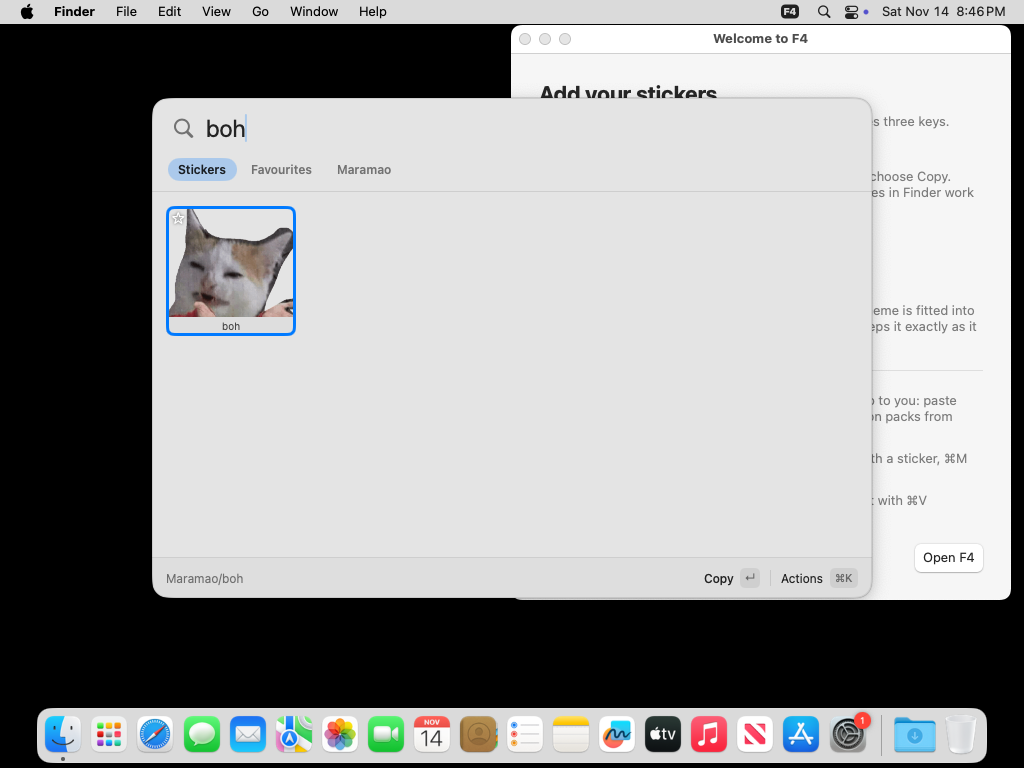 Finder File Edit View Go Window Help F4 Sat Nov 14 8:46 PM
Welcome to F4
Add your stickers
s three keys.
boh
Stickers Favourites Maramao
choose Copy.
es in Finder work
boh
eme is fitted into
eps it exactly as it
to you: paste
on packs from
th a sticker, ⌘M
with ⌘V
Open F4
Maramao/boh Copy ↵ Actions ⌘K
NOV
14
tv
1